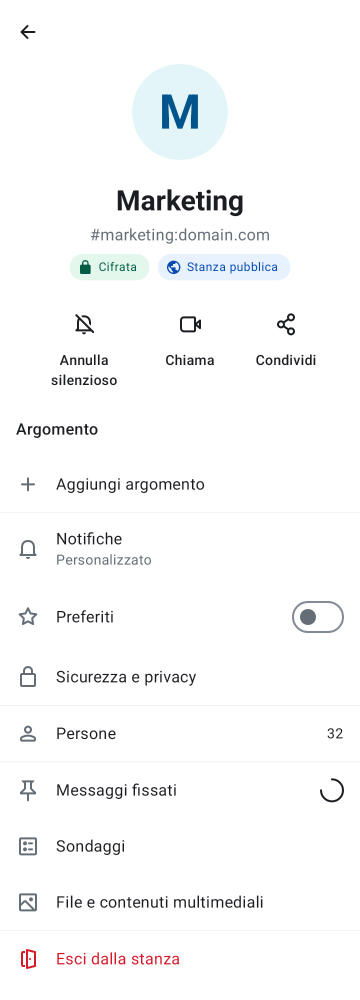 M
Marketing
#marketing:domain.com
Cifrata
Stanza pubblica
Annulla
silenzioso
Chiama
Condividi
Argomento
Aggiungi argomento
Notifiche
Personalizzato
Preferiti
Sicurezza e privacy
Persone
32
Messaggi fissati
Sondaggi
File e contenuti multimediali
Esci dalla stanza